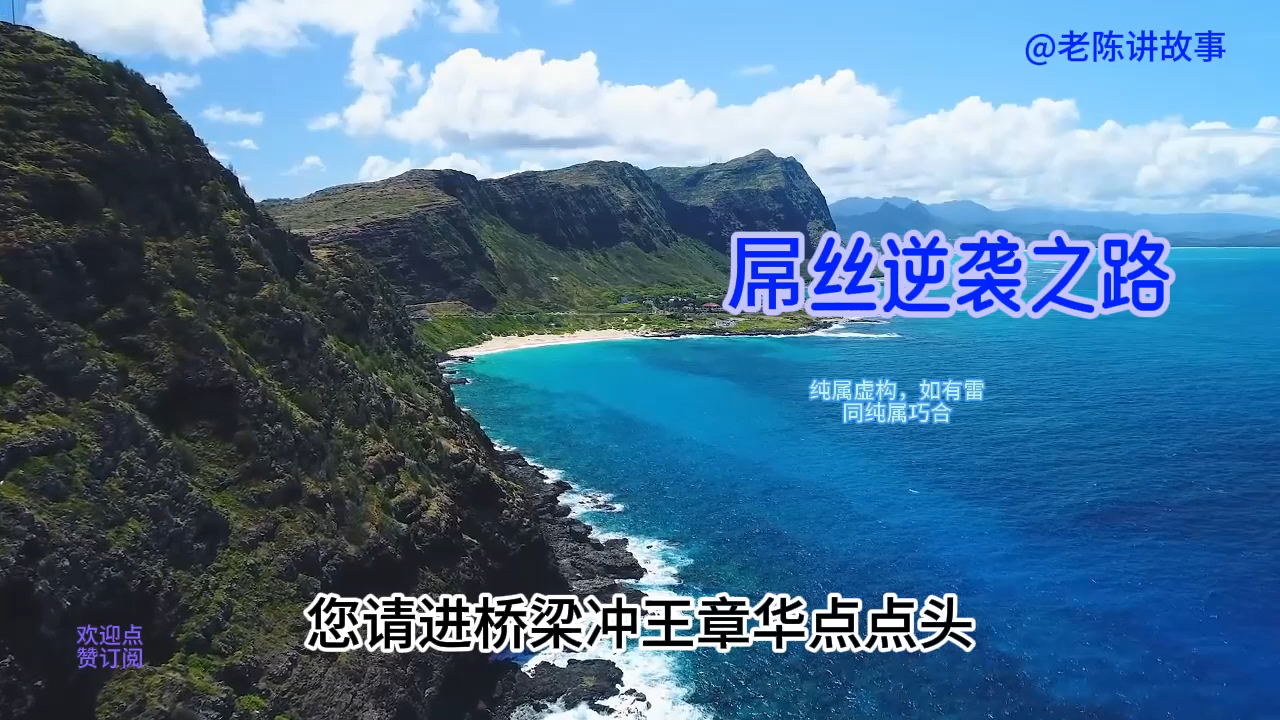 @老陈讲故事
屌丝逆袭之路
纯属虚构，如有雷
同纯属巧合
您请进桥梁冲王章华点点头
欢迎点
赞订阅